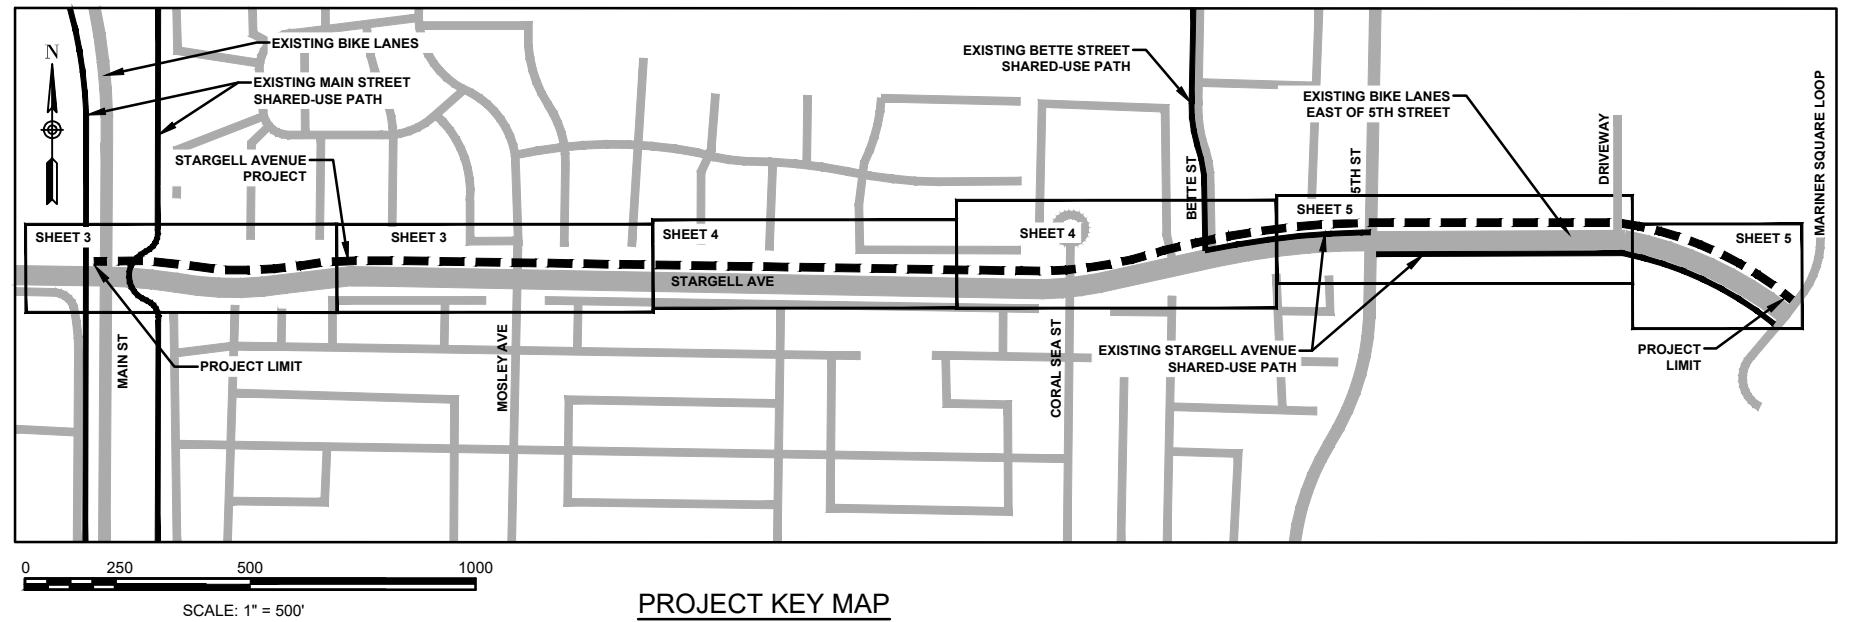 N
EXISTING BIKE LANES
EXISTING MAIN STREET
SHARED-USE PATH
STARGELL AVENUE
PROJECT
EXISTING BETTE STREET
SHARED-USE PATH
EXISTING BIKE LANES
EAST OF 5TH STREET
BETTE ST
5TH ST
DRIVEWAY
MARINER SQUARE LOOP
SHEET 3
SHEET 3
SHEET 4
SHEET 4
SHEET 5
SHEET 5
STARGELL AVE
MAIN ST
PROJECT LIMIT
MOSLEY AVE
CORAL SEA ST
EXISTING STARGELL AVENUE
SHARED-USE PATH
PROJECT
LIMIT
0 250 500 1000
SCALE: 1" = 500'
PROJECT KEY MAP